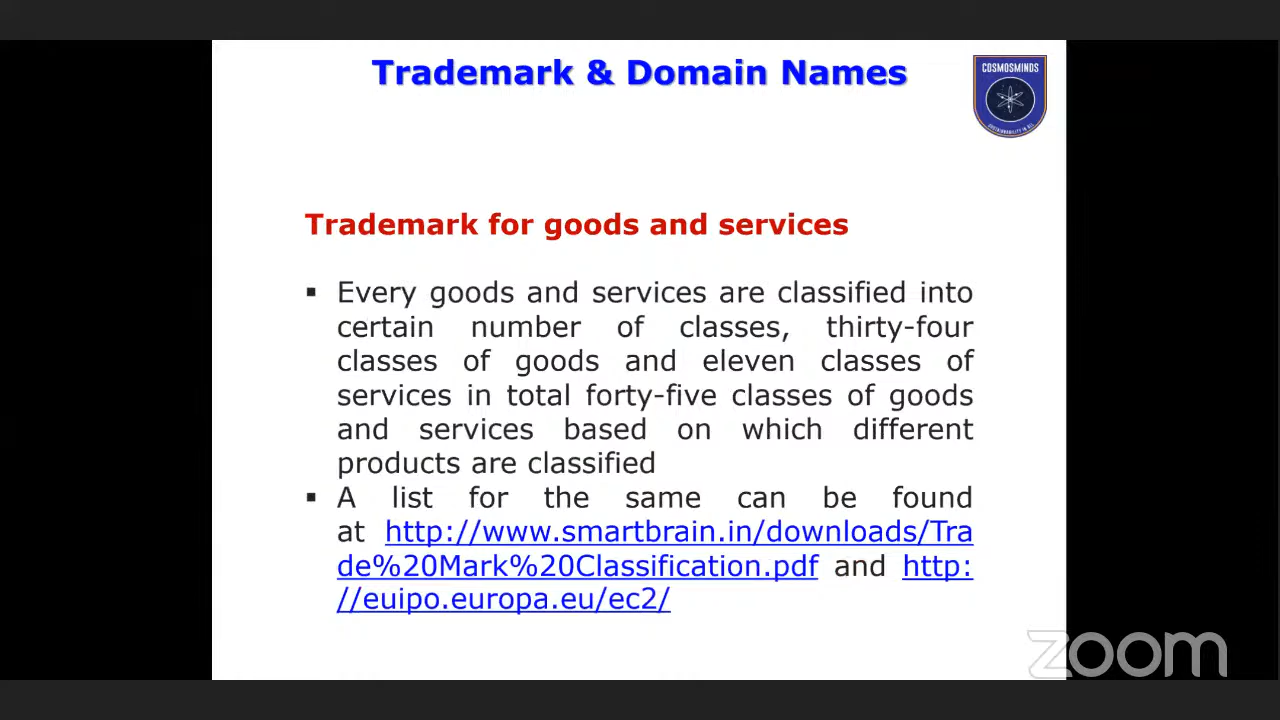 Trademark & Domain Names
COSMOSMINDS
Trademark for goods and services
▪ Every goods and services are classified into
certain number of classes, thirty-four
classes of goods and eleven classes of
services in total forty-five classes of goods
and services based on which different
products are classified
▪ A list for the same can be found
at http://www.smartbrain.in/downloads/Tra
de%20Mark%20Classification.pdf and http:
//euipo.europa.eu/ec2/
zoom